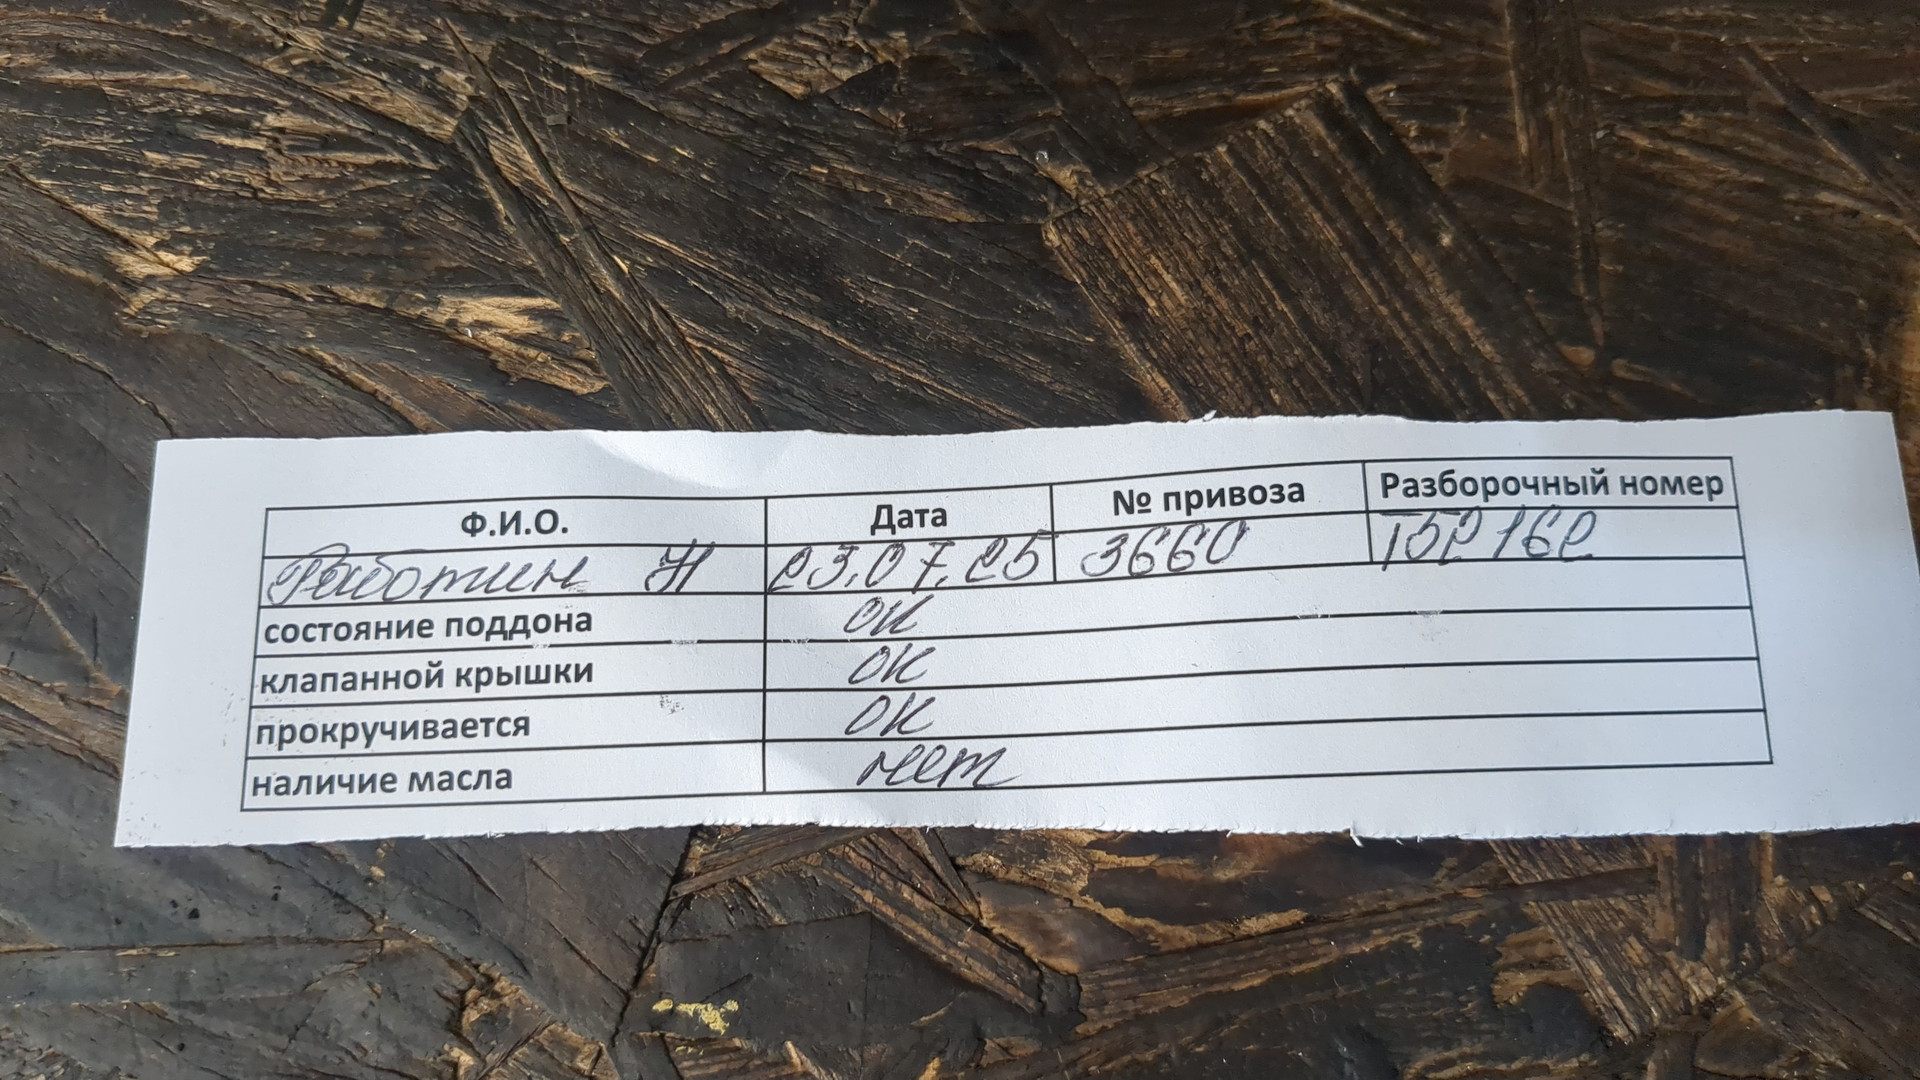 Ф.И.О. Дата № привоза Разборочный номер
Работин Н 23.07.25 3660 Т52162
состояние поддона ОК
клапанной крышки ОК
прокручивается ОК
наличие масла нет